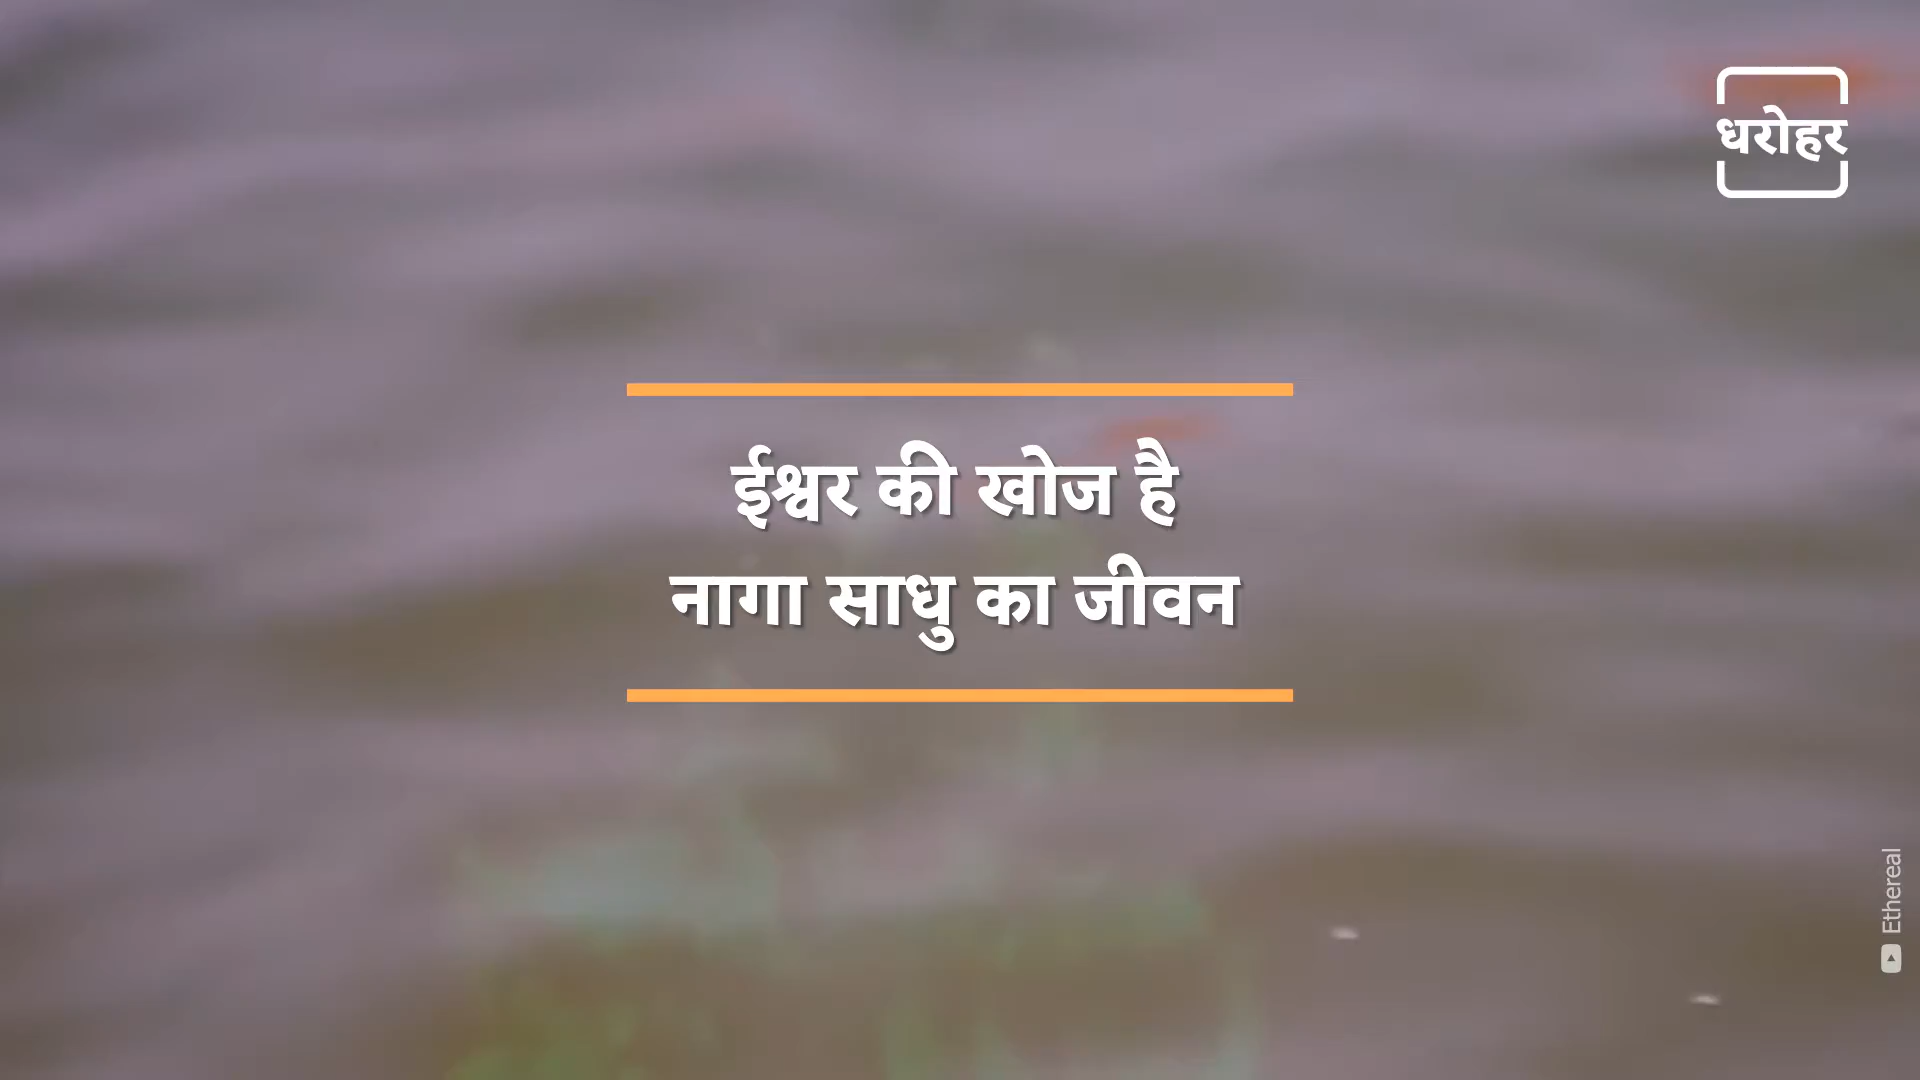 धरोहर
ईश्वर की खोज है
नागा साधु का जीवन
Ethereal